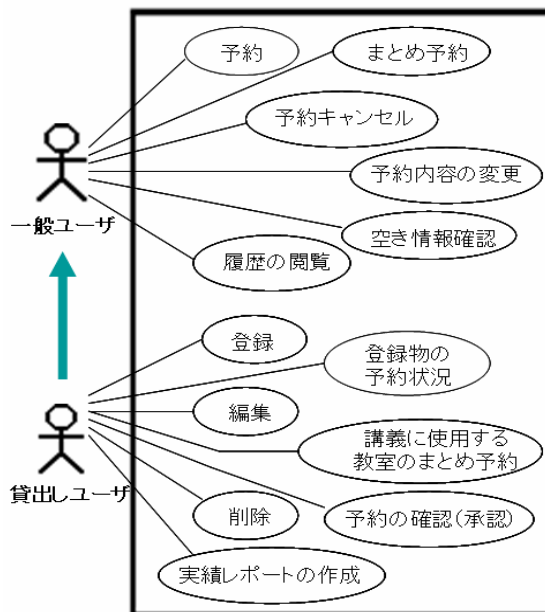 予約
まとめ予約
予約キャンセル
予約内容の変更
一般ユーザ
空き情報確認
履歴の閲覧
登録
登録物の
予約状況
編集
講義に使用する
教室のまとめ予約
貸出しユーザ
削除
予約の確認(承認)
実績レポートの作成